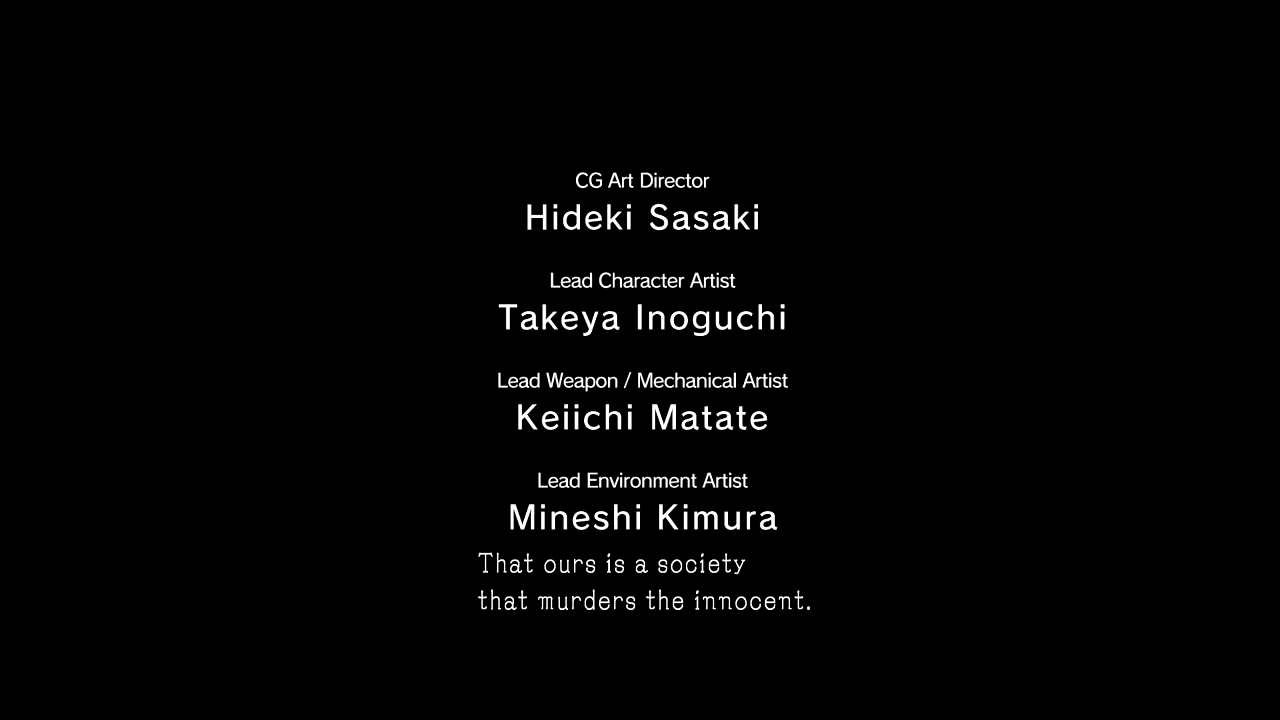 CG Art Director
Hideki Sasaki
Lead Character Artist
Takeya Inoguchi
Lead Weapon / Mechanical Artist
Keiichi Matate
Lead Environment Artist
Mineshi Kimura
That ours is a society
that murders the innocent.